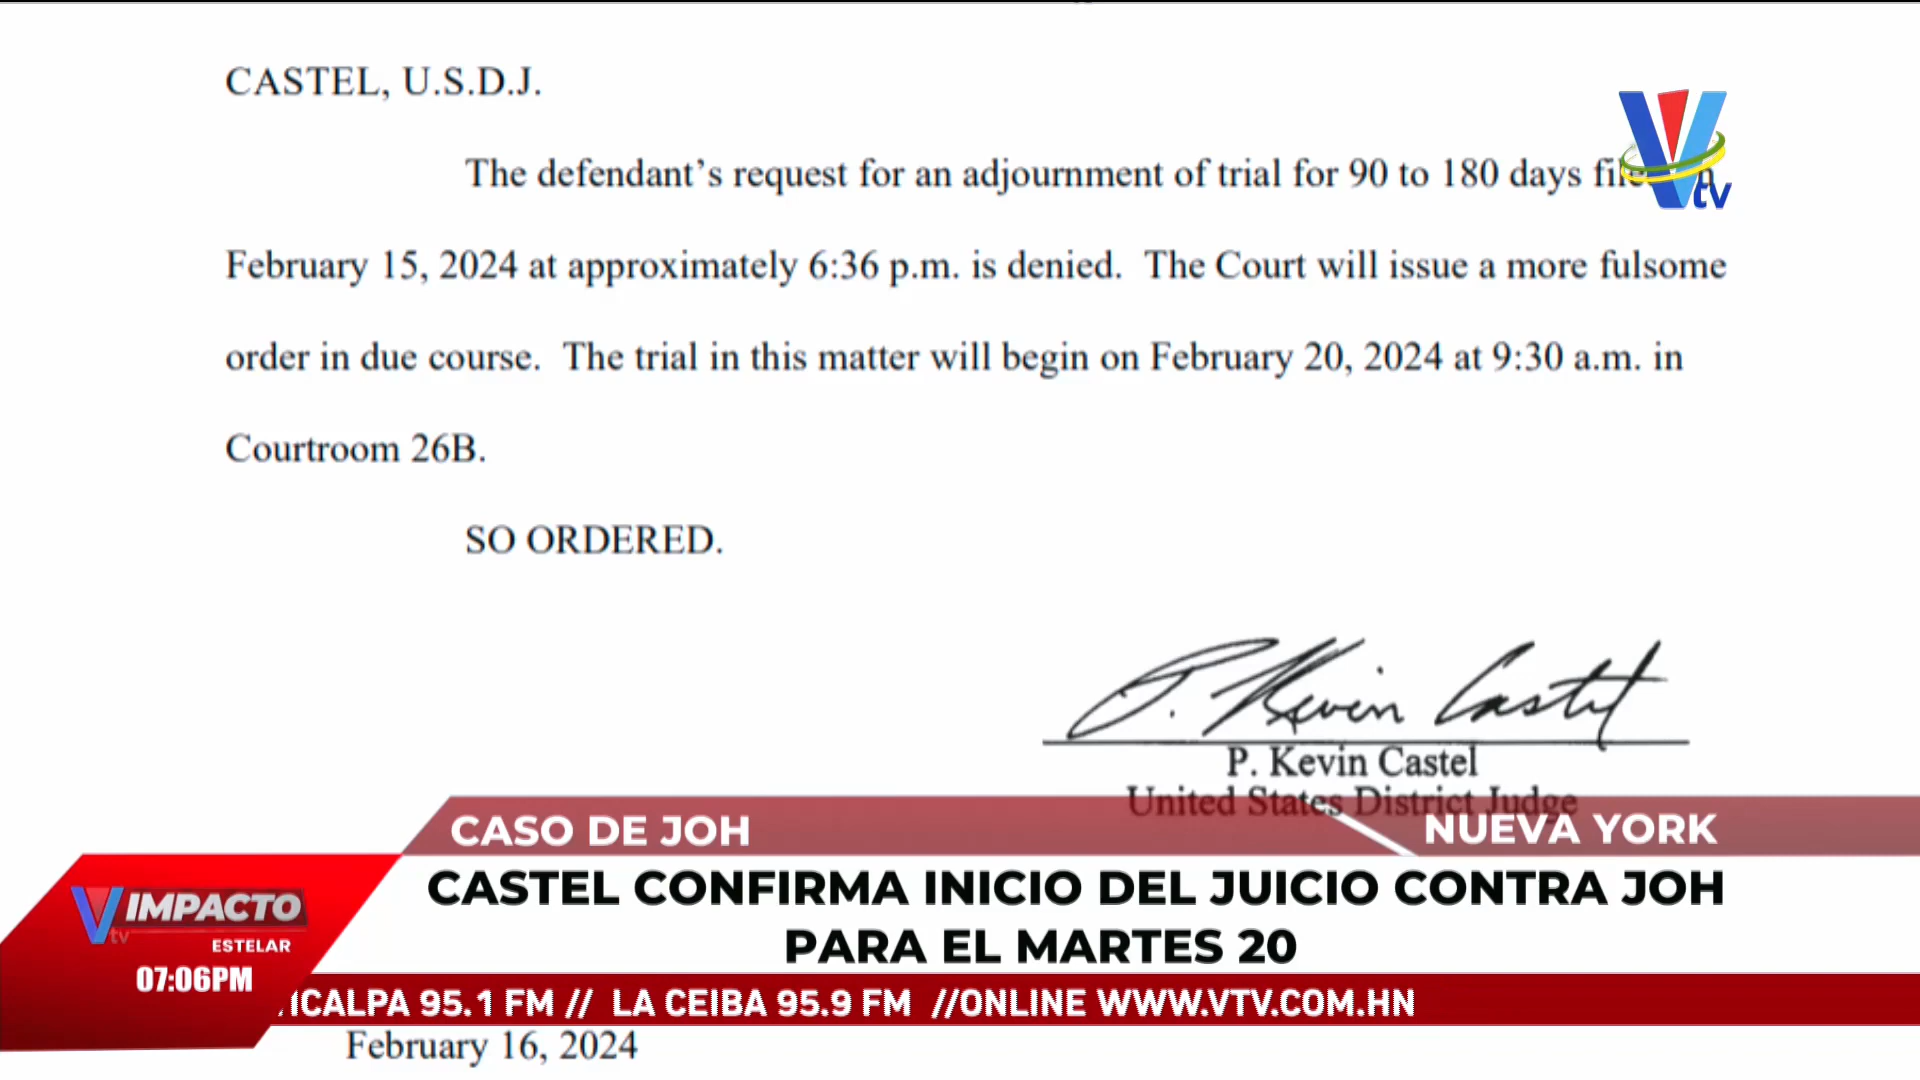 CASTEL, U.S.D.J.
The defendant's request for an adjournment of trial for 90 to 180 days
February 15, 2024 at approximately 6:36 p.m. is denied. The Court will issue a more fulsome
order in due course. The trial in this matter will begin on February 20, 2024 at 9:30 a.m. in
Courtroom 26B.
SO ORDERED.
P. Kevin Castel
P. Kevin Castel
United States District Judge
Vtv
CASO DE JOH
NUEVA YORK
CASTEL CONFIRMA INICIO DEL JUICIO CONTRA JOH
PARA EL MARTES 20
Vtv IMPACTO
ESTELAR
07:06PM
95.1 FM // LA CEIBA 95.9 FM //ONLINE WWW.VTV.COM.HN
February 16, 2024